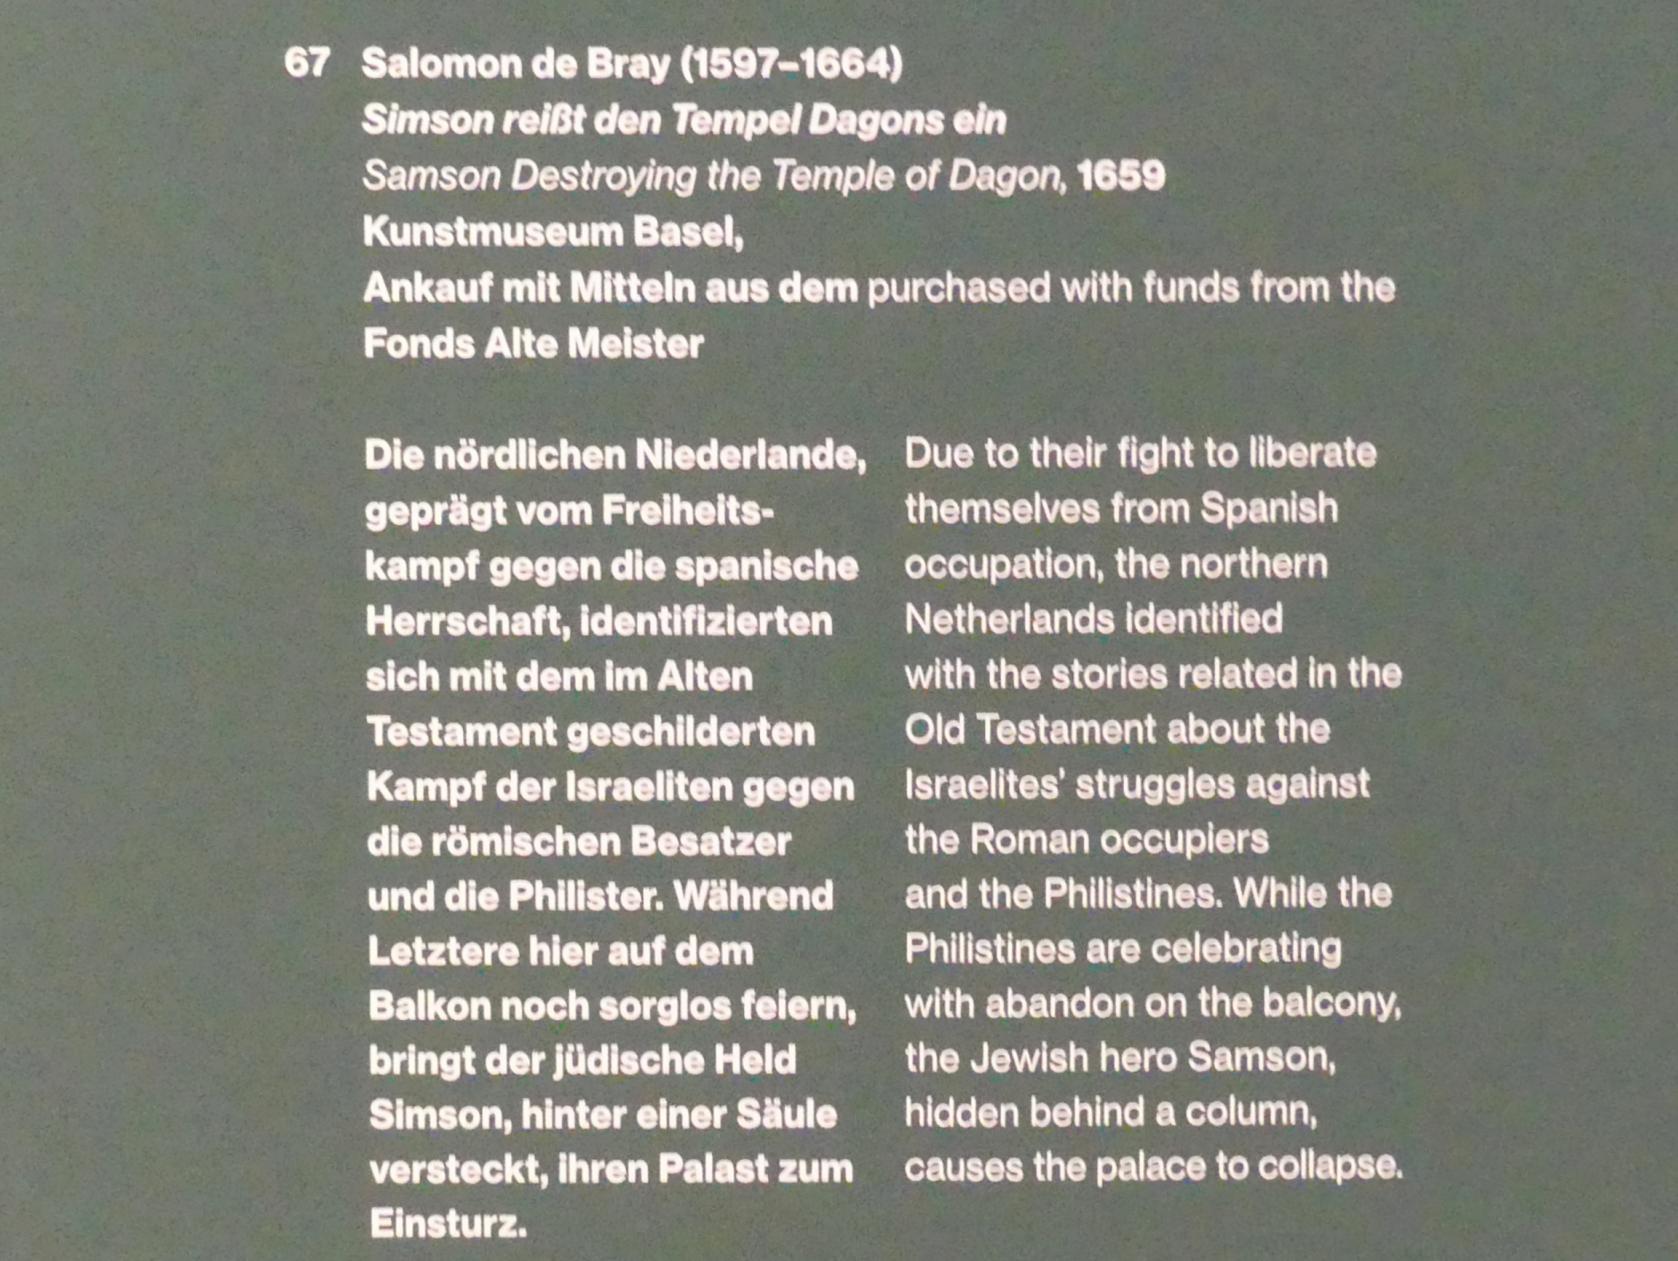 67 Salomon de Bray (1597–1664)
Simson reißt den Tempel Dagons ein
Samson Destroying the Temple of Dagon, 1659
Kunstmuseum Basel,
Ankauf mit Mitteln aus dem purchased with funds from the
Fonds Alte Meister
Die nördlichen Niederlande,
geprägt vom Freiheits-
kampf gegen die spanische
Herrschaft, identifizierten
sich mit dem im Alten
Testament geschilderten
Kampf der Israeliten gegen
die römischen Besatzer
und die Philister. Während
Letztere hier auf dem
Balkon noch sorglos feiern,
bringt der jüdische Held
Simson, hinter einer Säule
versteckt, ihren Palast zum
Einsturz.
Due to their fight to liberate
themselves from Spanish
occupation, the northern
Netherlands identified
with the stories related in the
Old Testament about the
Israelites' struggles against
the Roman occupiers
and the Philistines. While the
Philistines are celebrating
with abandon on the balcony,
the Jewish hero Samson,
hidden behind a column,
causes the palace to collapse.